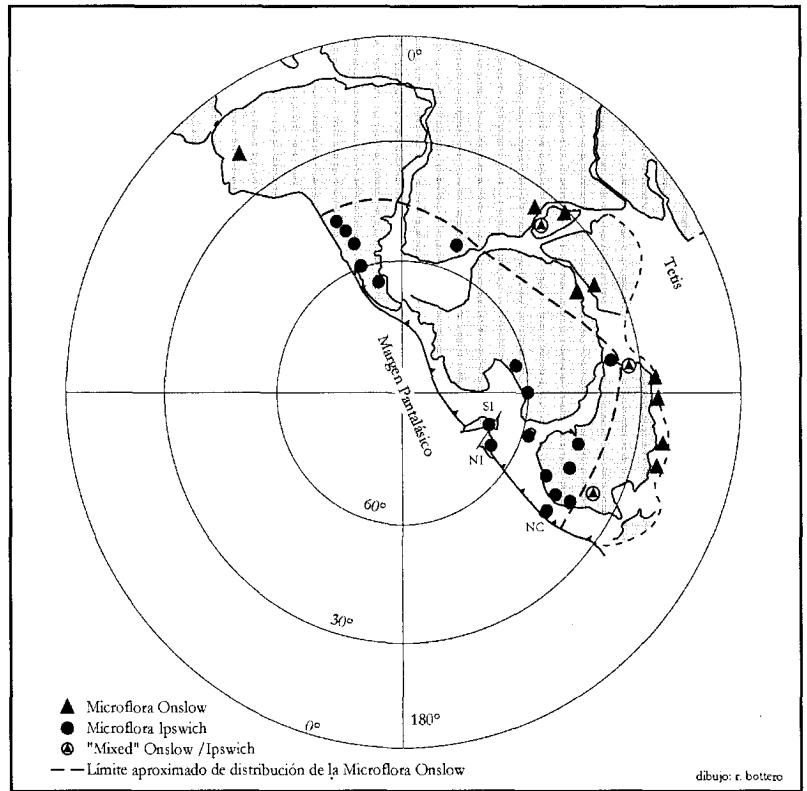 0°
Tetis
Margen Pantalásico
SI
NI
NC
60°
30°
0°
180°
Microflora Onslow
Microflora Ipswich
"Mixed" Onslow /Ipswich
Límite aproximado de distribución de la Microflora Onslow
dibujo: r. bottero